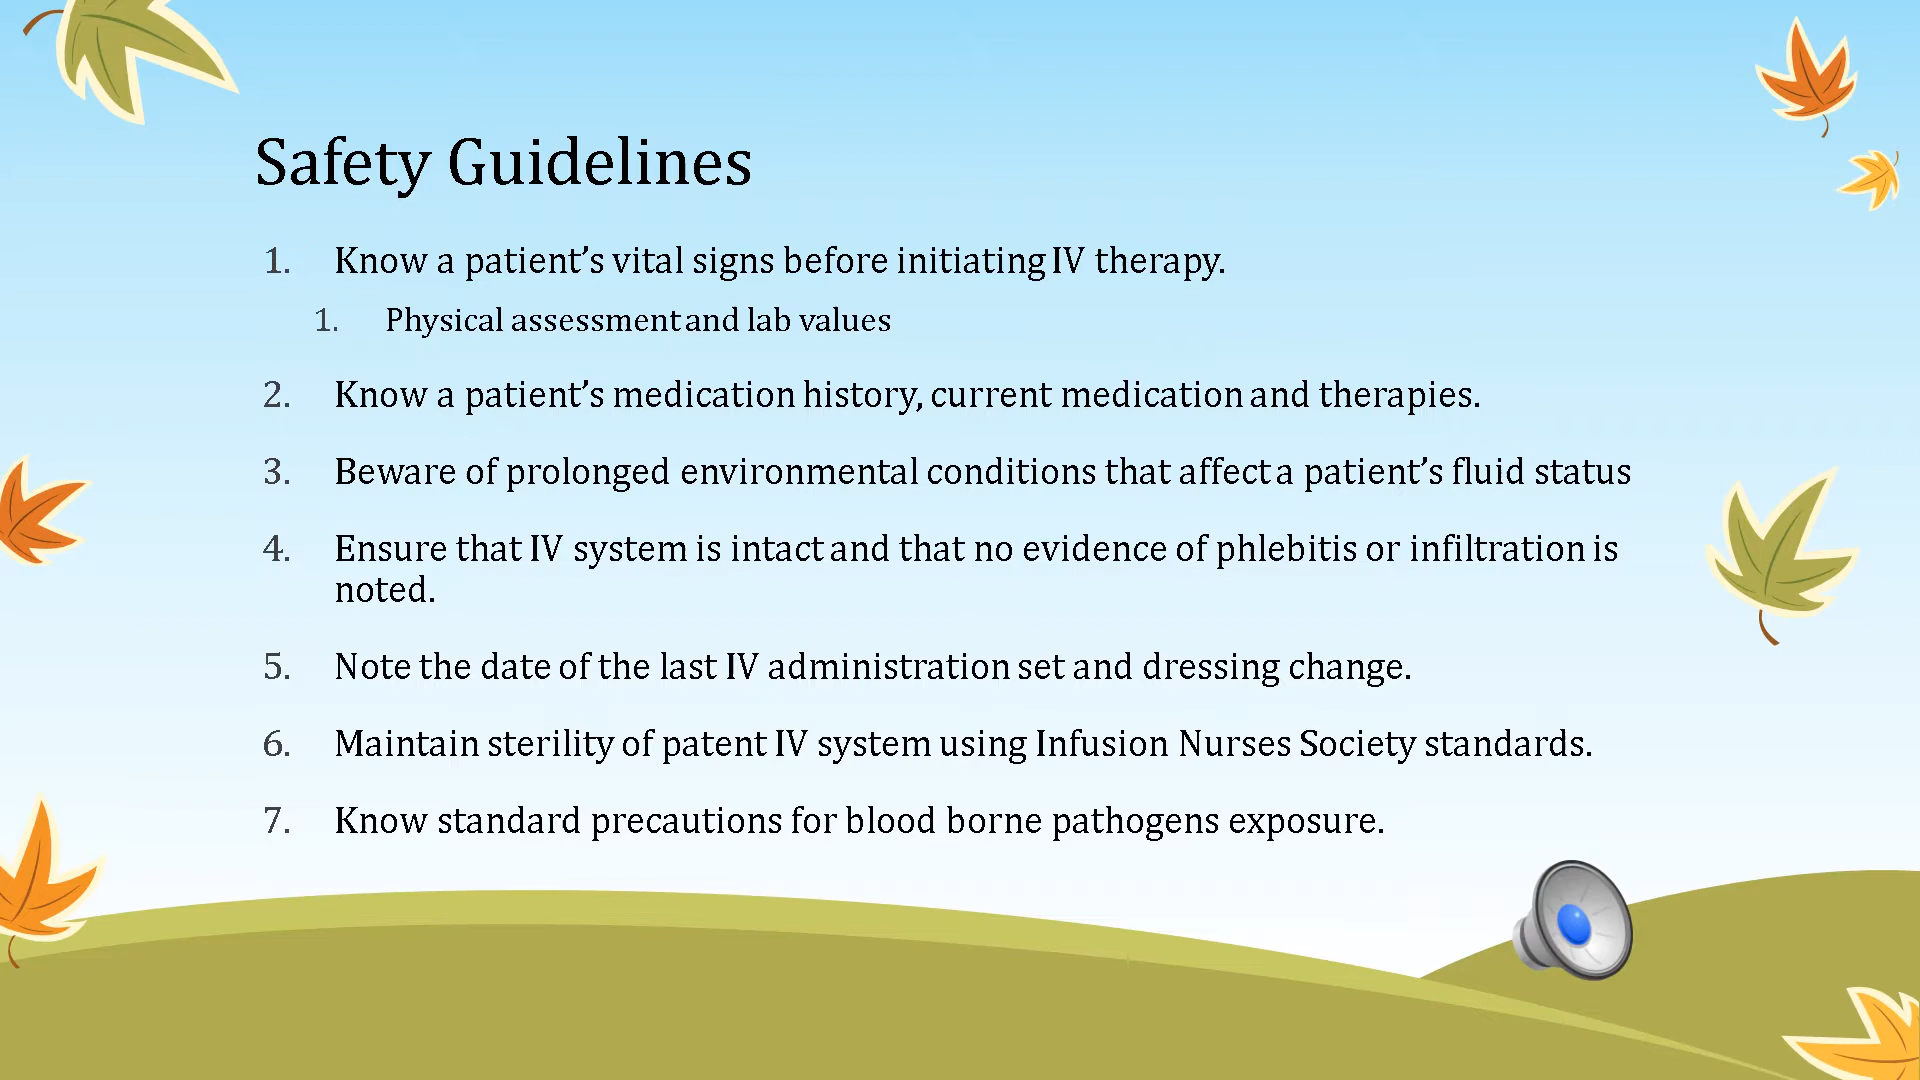 Safety Guidelines
1. Know a patient’s vital signs before initiating IV therapy.
1. Physical assessment and lab values
2. Know a patient’s medication history, current medication and therapies.
3. Beware of prolonged environmental conditions that affect a patient’s fluid status
4. Ensure that IV system is intact and that no evidence of phlebitis or infiltration is
noted.
5. Note the date of the last IV administration set and dressing change.
6. Maintain sterility of patent IV system using Infusion Nurses Society standards.
7. Know standard precautions for blood borne pathogens exposure.